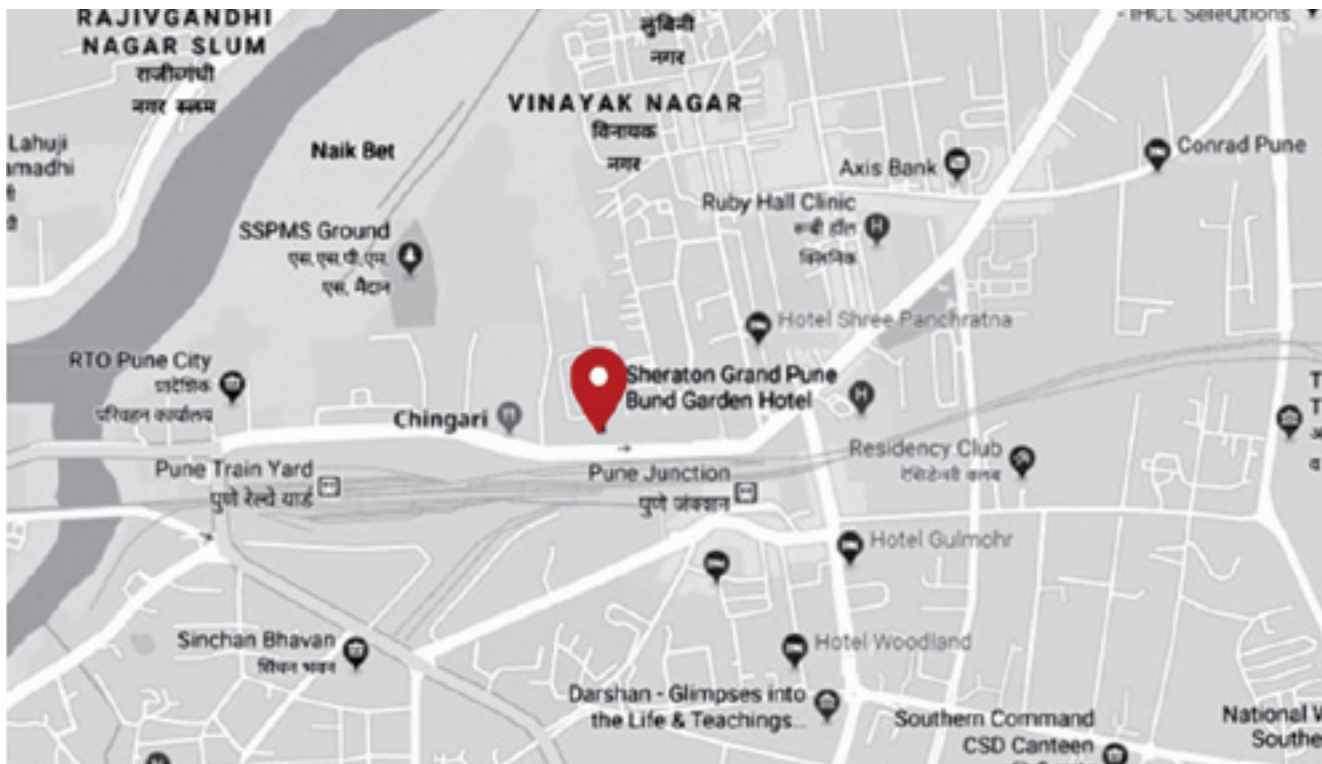 RAJIVGANDHI
NAGAR SLUM
राजीवगांधी
नगर स्लम
लुंबिनी
नगर
- IHCL SeleQtions
VINAYAK NAGAR
विनायक
नगर
Lahuji
amadhi
Naik Bet
Axis Bank
Conrad Pune
Ruby Hall Clinic
रूबी हॉल
क्लिनिक
SSPMS Ground
एस.एस.पी.एम.
एस. मैदान
Hotel Shree Panchratna
RTO Pune City
प्रादेशिक
परिवहन कार्यालय
Sheraton Grand Pune
Bund Garden Hotel
Chingari
Residency Club
रेसिडेन्सी क्लब
Pune Train Yard
पुणे रेल्वे यार्ड
Pune Junction
पुणे जंक्शन
Hotel Gulmohr
Sinchan Bhavan
सिंचन भवन
Hotel Woodland
Darshan - Glimpses into
the Life & Teachings...
Southern Command
CSD Canteen
National W
Southe